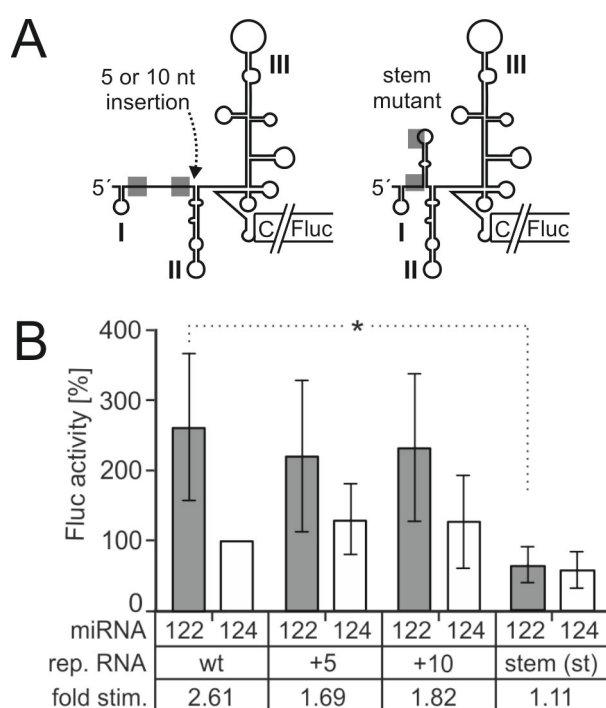 A
5 or 10 nt
insertion
III
5´
I
II
C Fluc
stem
mutant
III
5´
I
II
C Fluc
B
Fluc activity [%]
400
300
200
100
0
*
miRNA 122 124 122 124 122 124 122 124
rep. RNA wt +5 +10 stem (st)
fold stim. 2.61 1.69 1.82 1.11